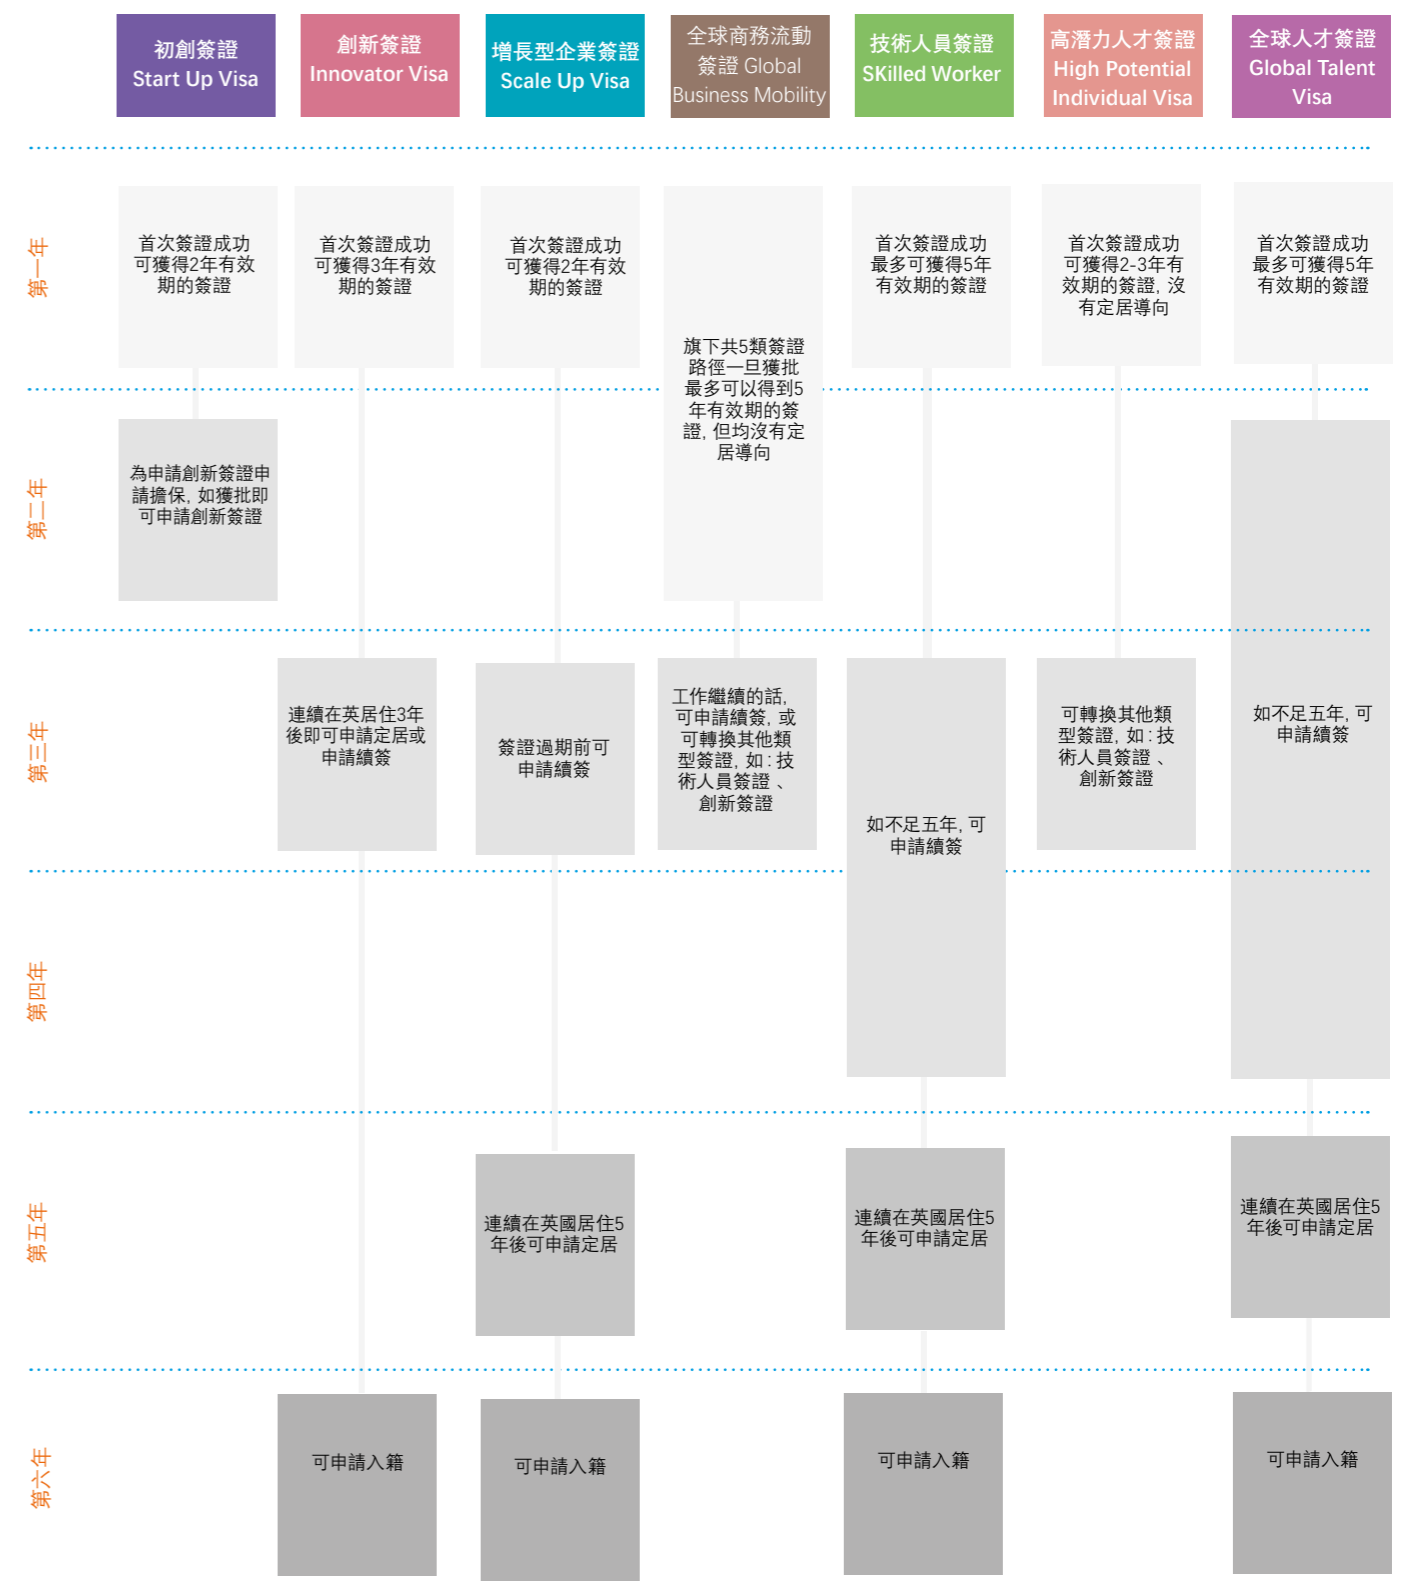 初創簽證
Start Up Visa
創新簽證
Innovator Visa
增長型企業簽證
Scale Up Visa
全球商務流動
簽證 Global
Business Mobility
技術人員簽證
SKilled Worker
高潛力人才簽證
High Potential
Individual Visa
全球人才簽證
Global Talent
Visa
第一年
首次簽證成功
可獲得2年有效
期的簽證
首次簽證成功
可獲得3年有效
期的簽證
首次簽證成功
可獲得2年有效
期的簽證
旗下共5類簽證
路徑一旦獲批
最多可以得到5
年有效期的簽
證, 但均沒有定
居導向
首次簽證成功
最多可獲得5年
有效期的簽證
首次簽證成功
可獲得2-3年有
效期的簽證, 沒
有定居導向
首次簽證成功
最多可獲得5年
有效期的簽證
第二年
為申請創新簽證申
請擔保, 如獲批即
可申請創新簽證
第三年
連續在英居住3年
後即可申請定居或
申請續簽
簽證過期前可
申請續簽
工作繼續的話,
可申請續簽, 或
可轉換其他類
型簽證, 如 : 技
術人員簽證 、
創新簽證
如不足五年, 可
申請續簽
可轉換其他類
型簽證, 如 : 技
術人員簽證 、
創新簽證
如不足五年, 可
申請續簽
第四年
第五年
連續在英國居住5
年後可申請定居
連續在英國居住5
年後可申請定居
連續在英國居住5
年後可申請定居
第六年
可申請入籍
可申請入籍
可申請入籍
可申請入籍